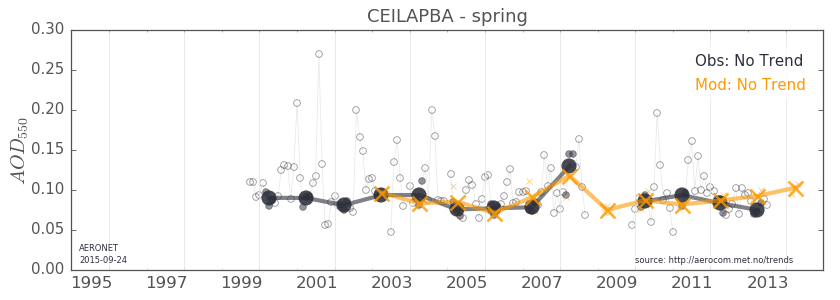 CEILAPBA - spring
0.30
0.25
0.20
0.15
0.10
0.05
0.00
AOD550
Obs: No Trend
Mod: No Trend
AERONET
2015-09-24
source: http://aerocom.met.no/trends
1995 1997 1999 2001 2003 2005 2007 2009 2011 2013